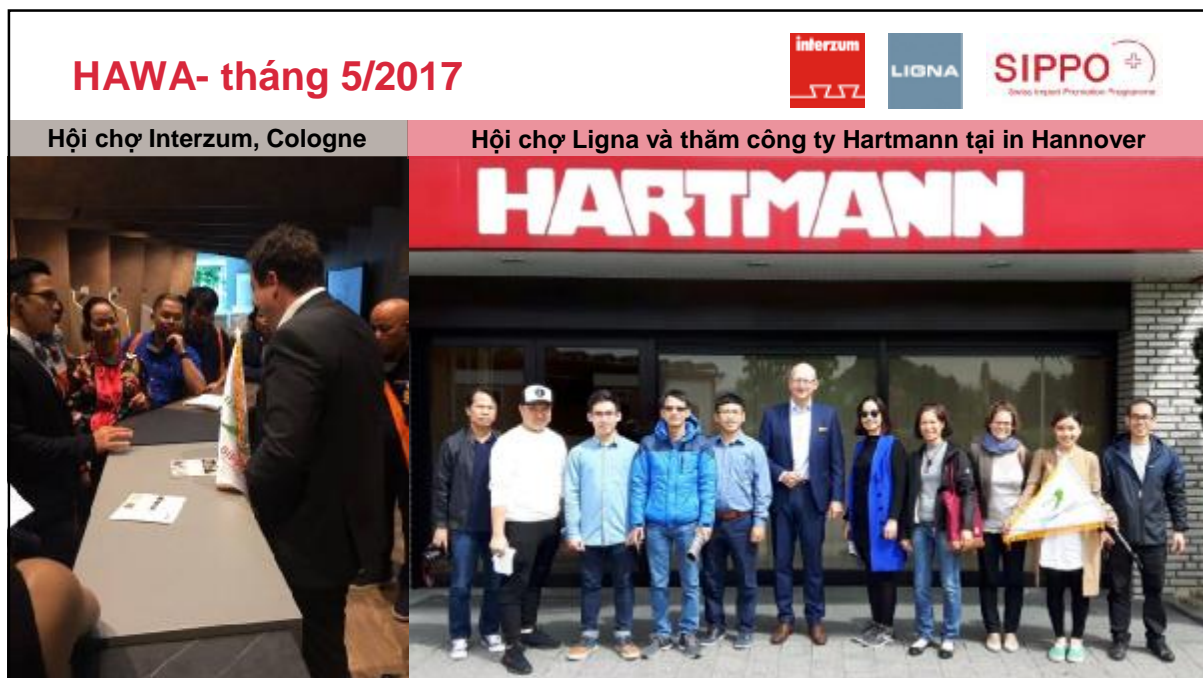 HAWA- tháng 5/2017
interzum
LIGNA
SIPPO
Swiss Import Promotion Programme
Hội chợ Interzum, Cologne
Hội chợ Ligna và thăm công ty Hartmann tại in Hannover
HARTMANN